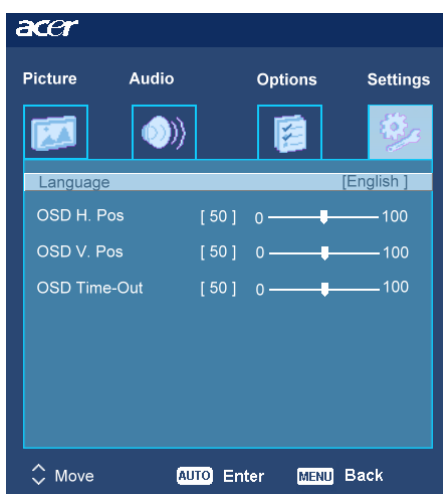 acer
Picture Audio Options Settings
Language [English ]
OSD H. Pos [ 50 ] 0 100
OSD V. Pos [ 50 ] 0 100
OSD Time-Out [ 50 ] 0 100
Move AUTO Enter MENU Back